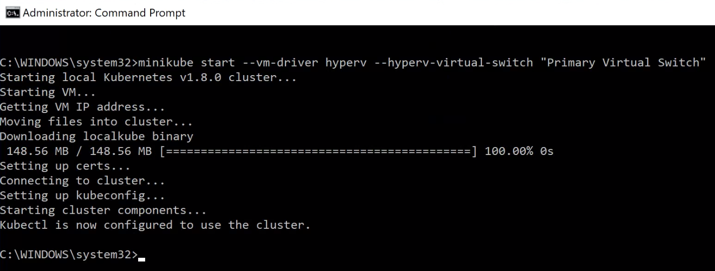 Administrator: Command Prompt
C:\WINDOWS\system32>minikube start --vm-driver hyperv --hyperv-virtual-switch "Primary Virtual Switch"
Starting local Kubernetes v1.8.0 cluster...
Starting VM...
Getting VM IP address...
Moving files into cluster...
Downloading localkube binary
 148.56 MB / 148.56 MB [============================================] 100.00% 0s
Setting up certs...
Connecting to cluster...
Setting up kubeconfig...
Starting cluster components...
Kubectl is now configured to use the cluster.
C:\WINDOWS\system32>